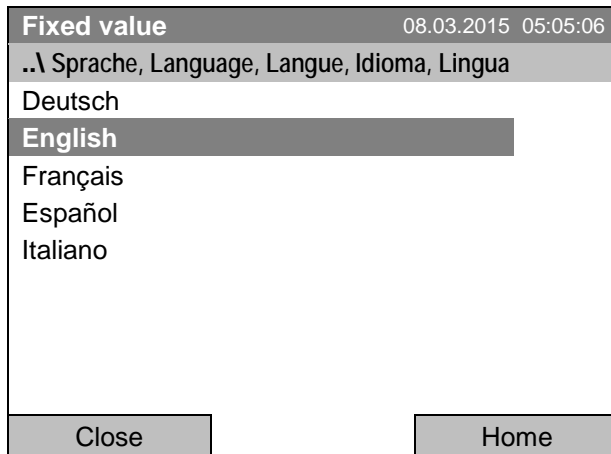 Fixed value 08.03.2015 05:05:06
..\ Sprache, Language, Langue, Idioma, Lingua
Deutsch
English
Français
Español
Italiano
Close Home